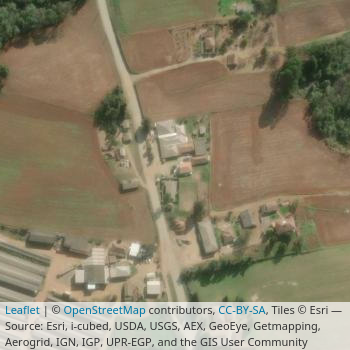 Leaflet | © OpenStreetMap contributors, CC-BY-SA, Tiles © Esri —
Source: Esri, i-cubed, USDA, USGS, AEX, GeoEye, Getmapping,
Aerogrid, IGN, IGP, UPR-EGP, and the GIS User Community